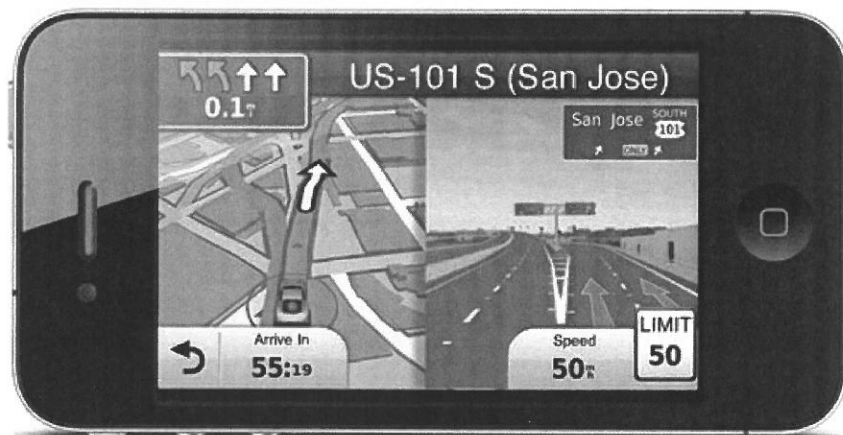 US-101 S (San Jose)
0.1
San Jose SOUTH
101
ONLY
Arrive In
55:19
Speed
50
LIMIT
50